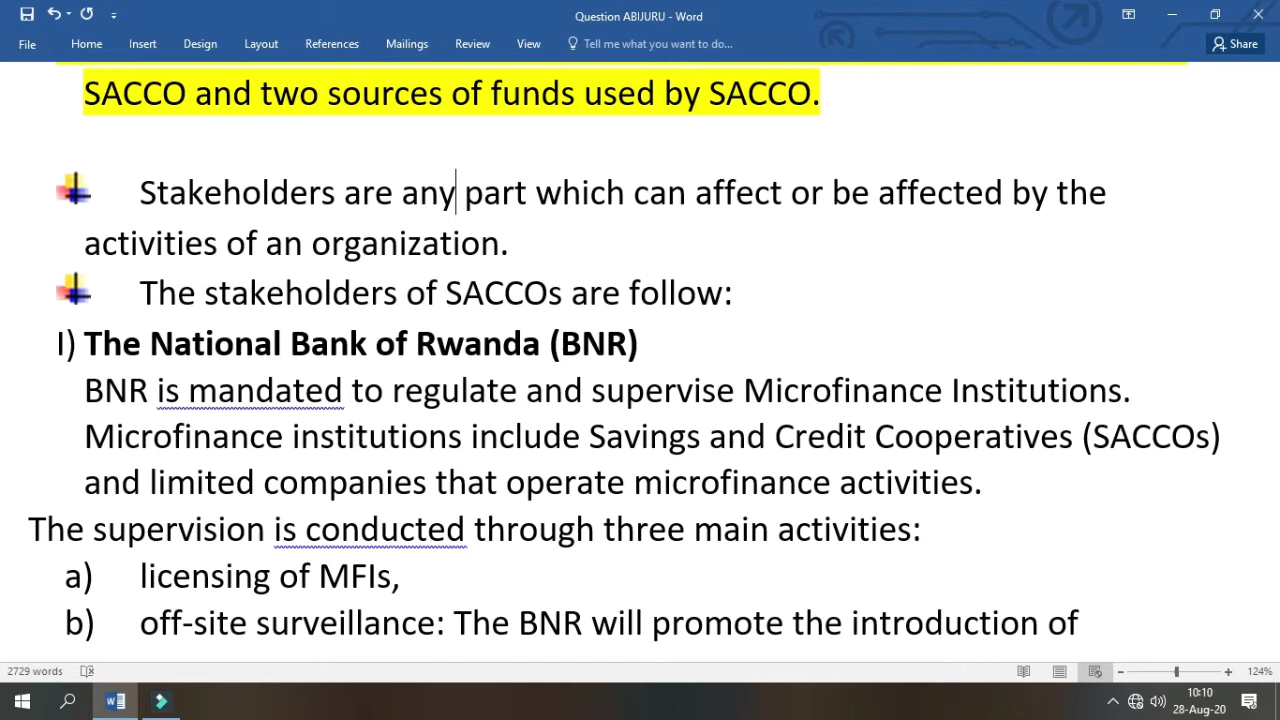 Question ABIJURU - Word
File Home Insert Design Layout References Mailings Review View Tell me what you want to do... Share
SACCO and two sources of funds used by SACCO.
Stakeholders are any part which can affect or be affected by the
activities of an organization.
The stakeholders of SACCOs are follow:
I) The National Bank of Rwanda (BNR)
BNR is mandated to regulate and supervise Microfinance Institutions.
Microfinance institutions include Savings and Credit Cooperatives (SACCOs)
and limited companies that operate microfinance activities.
The supervision is conducted through three main activities:
a) licensing of MFIs,
b) off-site surveillance: The BNR will promote the introduction of
2729 words 124%
10:10
28-Aug-20